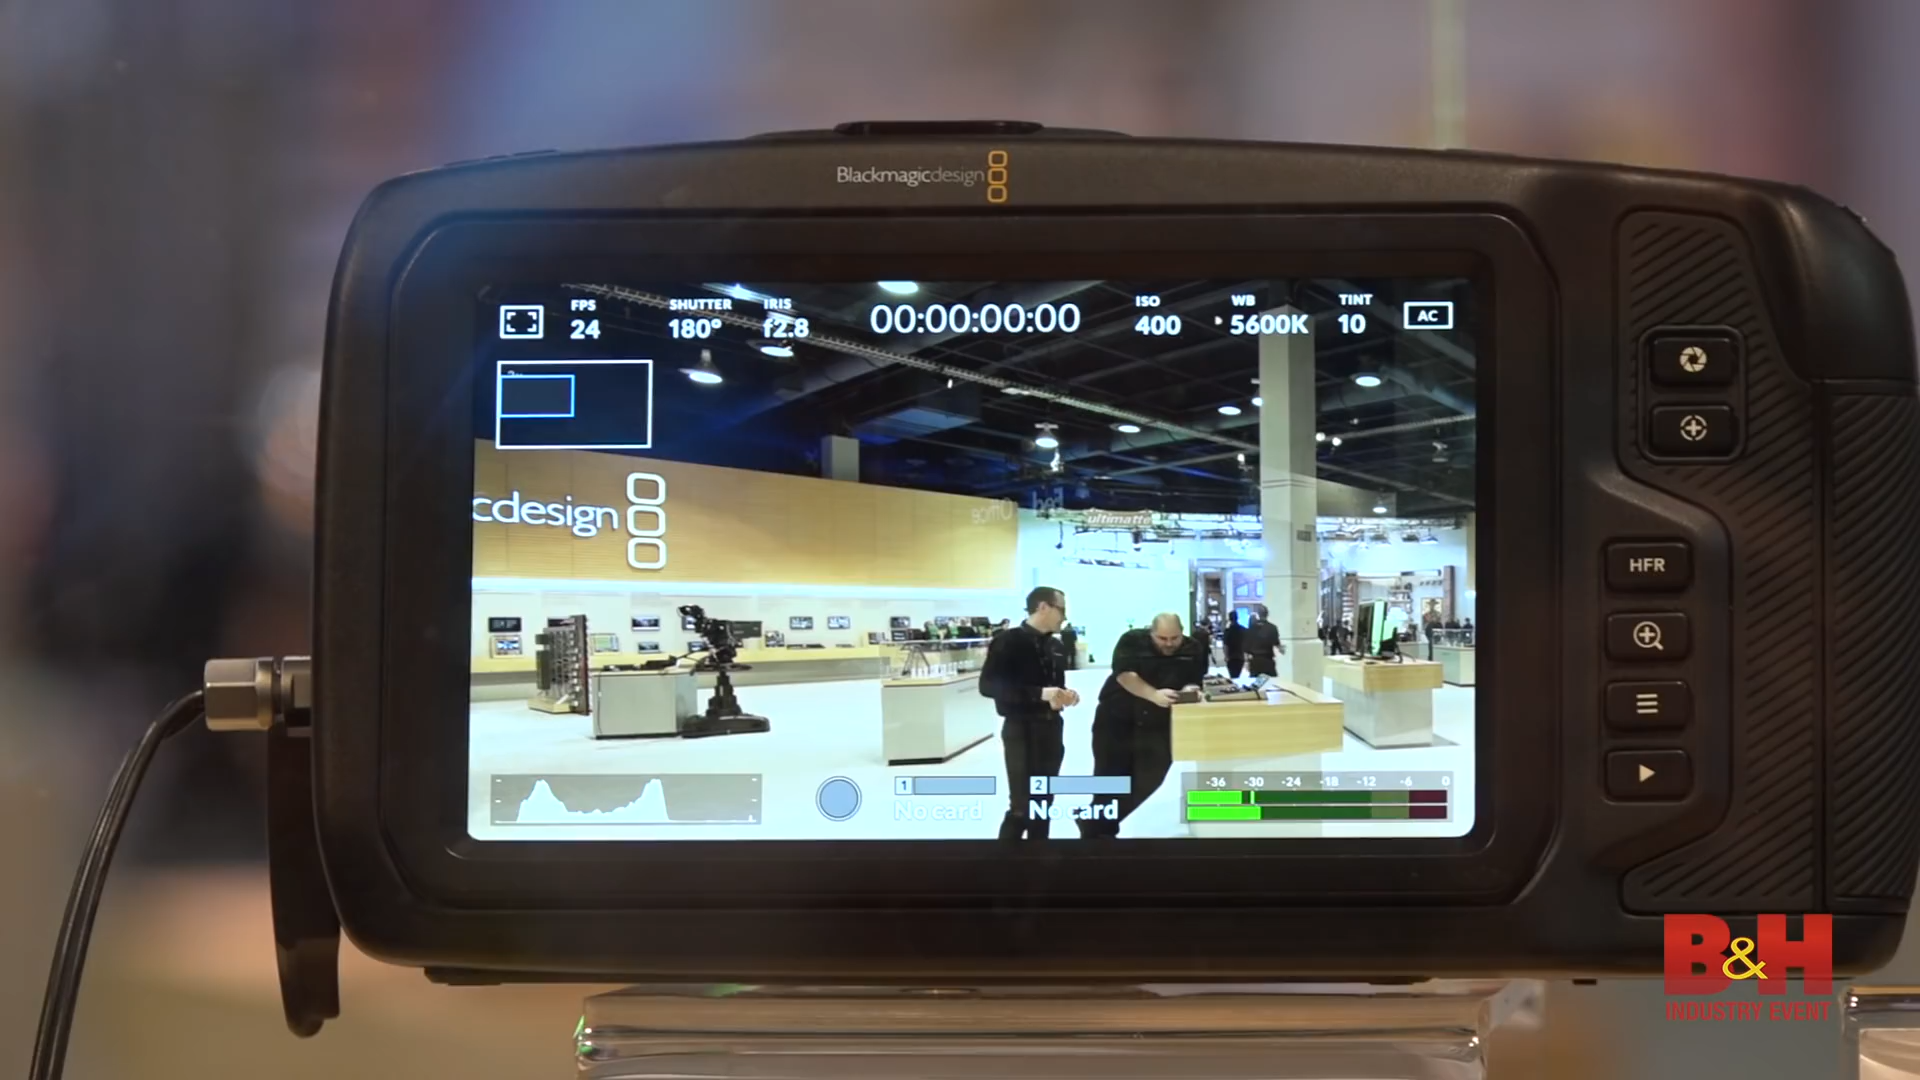 Blackmagicdesign
FPS
24
SHUTTER
180°
IRIS
f2.8
00:00:00:00
ISO
400
WB
5600K
TINT
10
AC
cdesign
ultimatte
HFR
1
No card
2
No card
-36 -30 -24 -18 -12 -6 0
B&H
INDUSTRY EVENT